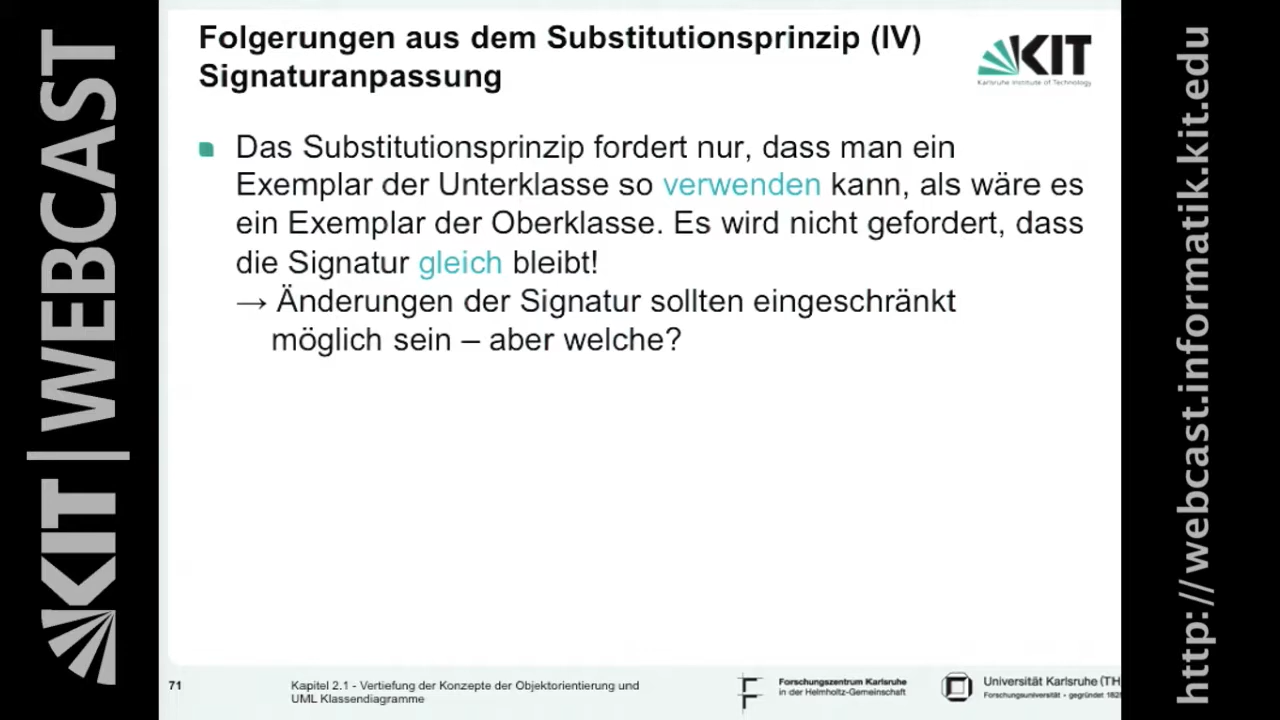 KIT | WEBCAST
Folgerungen aus dem Substitutionsprinzip (IV)
Signaturanpassung
KIT
Karlsruhe Institute of Technology
Das Substitutionsprinzip fordert nur, dass man ein
Exemplar der Unterklasse so verwenden kann, als wäre es
ein Exemplar der Oberklasse. Es wird nicht gefordert, dass
die Signatur gleich bleibt!
→ Änderungen der Signatur sollten eingeschränkt
möglich sein – aber welche?
71
Kapitel 2.1 - Vertiefung der Konzepte der Objektorientierung und
UML Klassendiagramme
Forschungszentrum Karlsruhe
in der Helmholtz-Gemeinschaft
Universität Karlsruhe (TH
Forschungsuniversität • gegründet 182
http://webcast.informatik.kit.edu